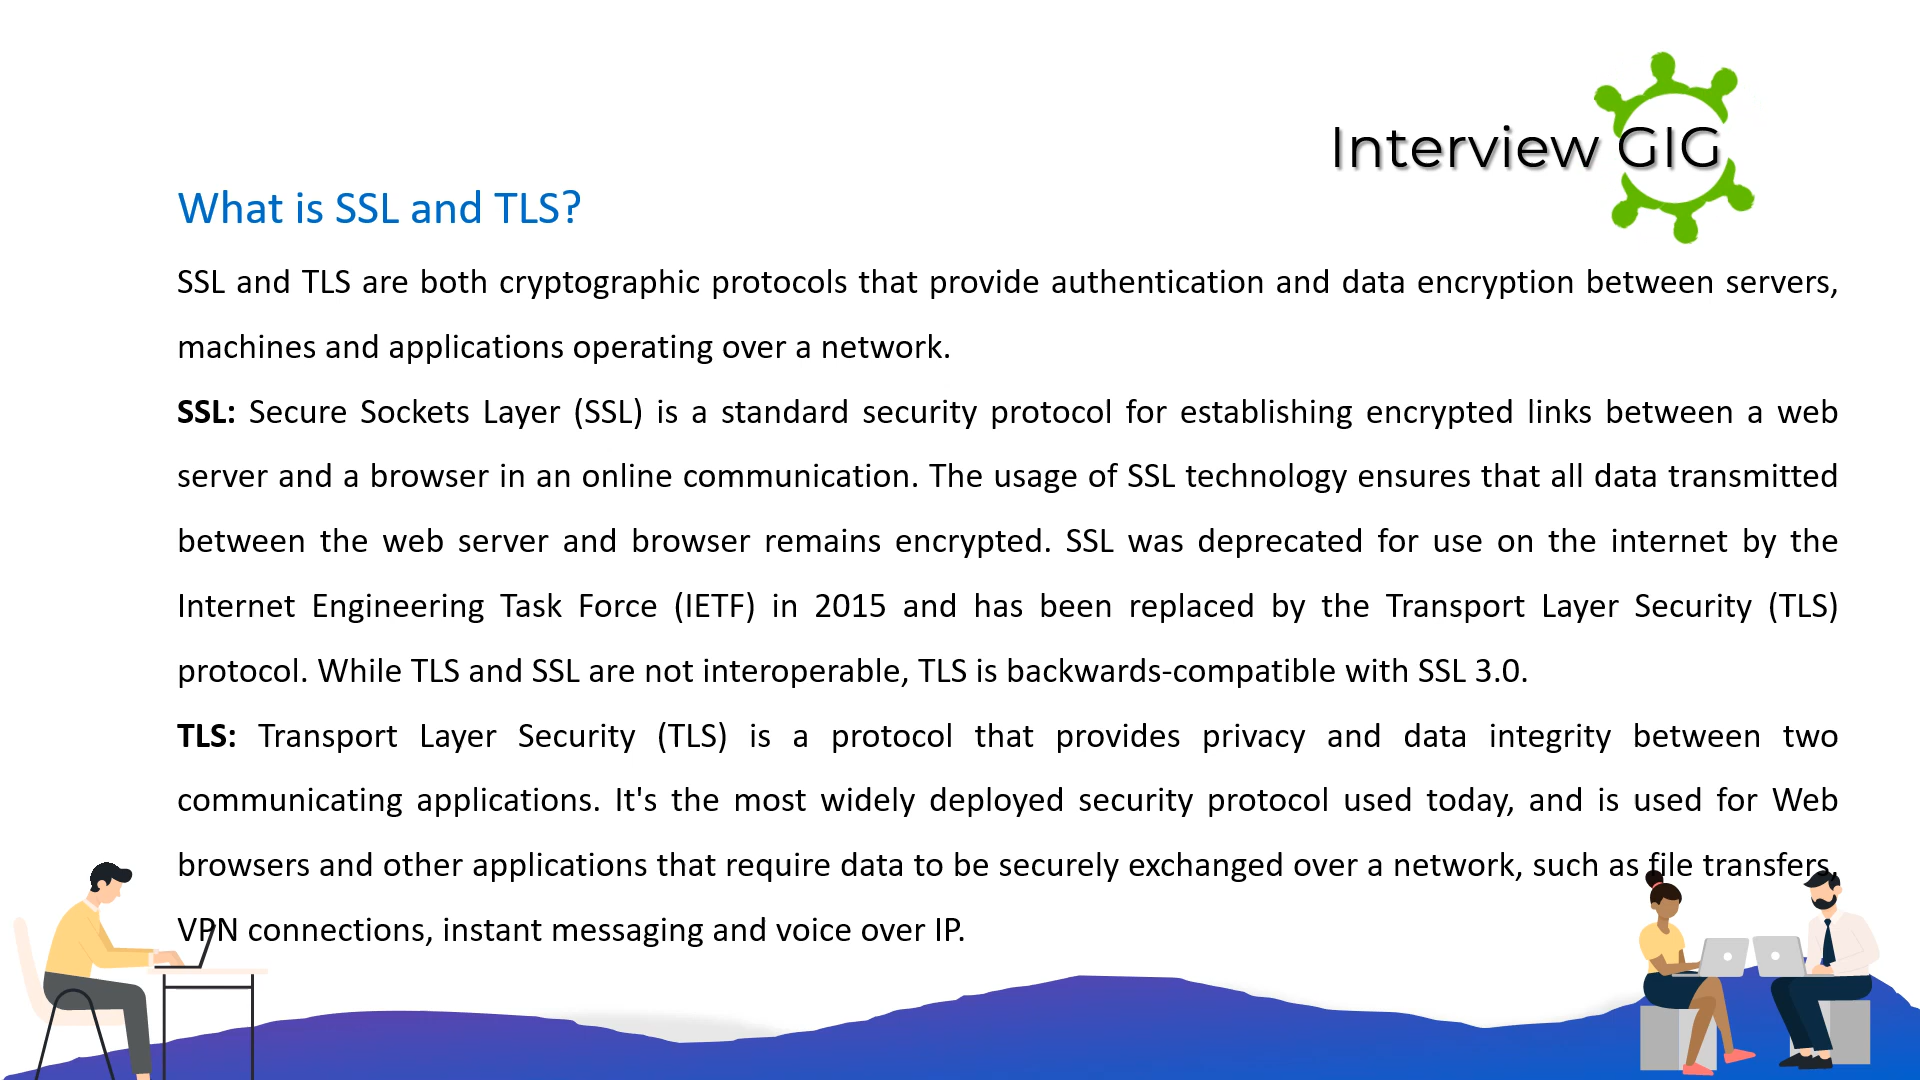 Interview GIG
What is SSL and TLS?
SSL and TLS are both cryptographic protocols that provide authentication and data encryption between servers,
machines and applications operating over a network.
SSL: Secure Sockets Layer (SSL) is a standard security protocol for establishing encrypted links between a web
server and a browser in an online communication. The usage of SSL technology ensures that all data transmitted
between the web server and browser remains encrypted. SSL was deprecated for use on the internet by the
Internet Engineering Task Force (IETF) in 2015 and has been replaced by the Transport Layer Security (TLS)
protocol. While TLS and SSL are not interoperable, TLS is backwards-compatible with SSL 3.0.
TLS: Transport Layer Security (TLS) is a protocol that provides privacy and data integrity between two
communicating applications. It's the most widely deployed security protocol used today, and is used for Web
browsers and other applications that require data to be securely exchanged over a network, such as file transfers,
VPN connections, instant messaging and voice over IP.